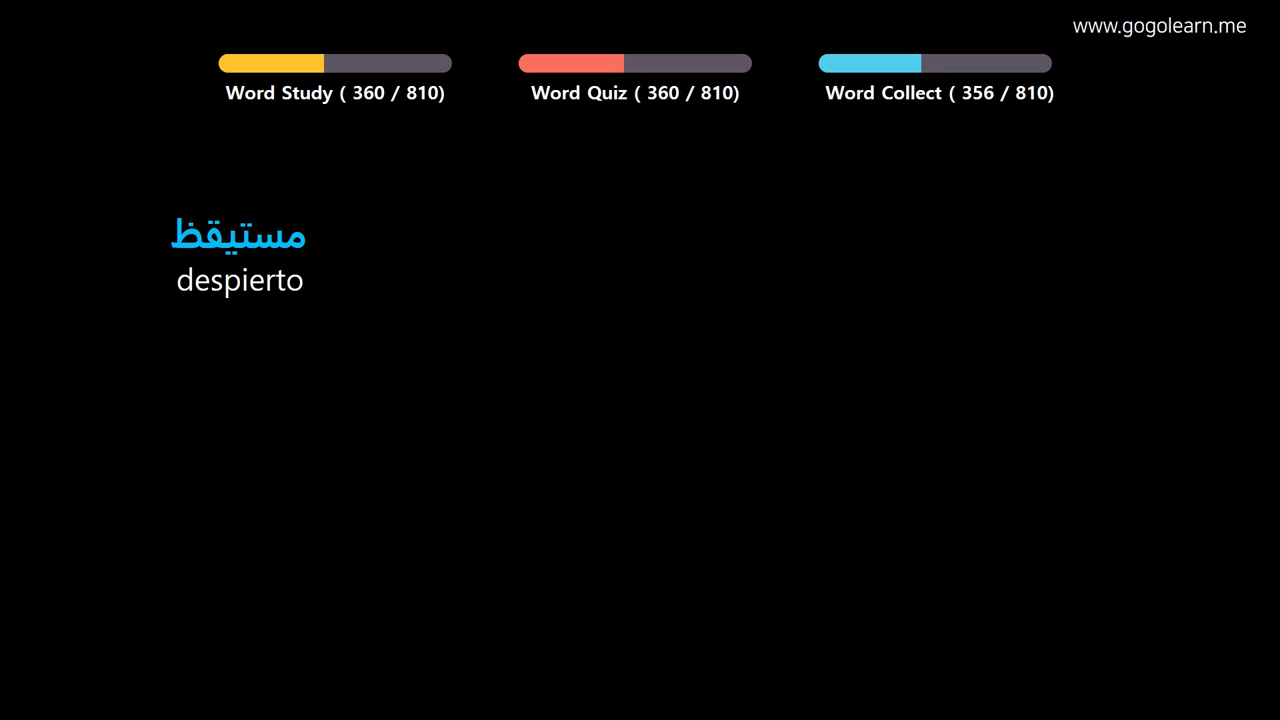 www.gogolearn.me
Word Study ( 360 / 810)
Word Quiz ( 360 / 810)
Word Collect ( 356 / 810)
مستيقظ
despierto